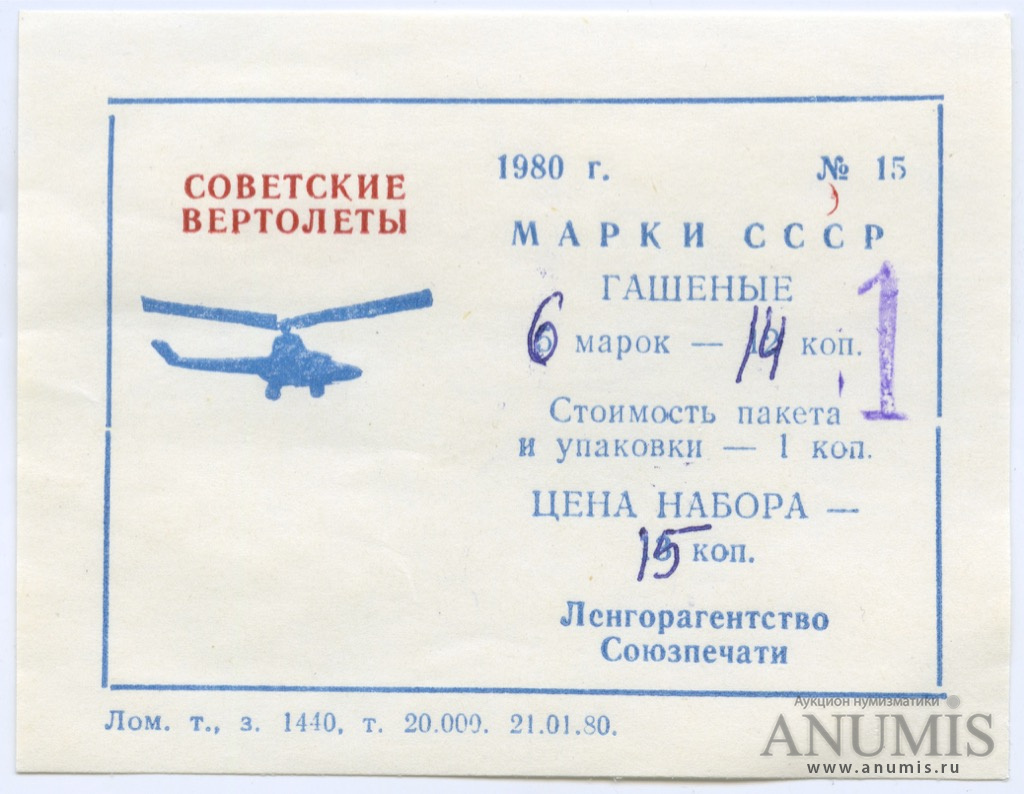 СОВЕТСКИЕ
ВЕРТОЛЕТЫ
1980 г. № 15
МАРКИ СССР
ГАШЕНЫЕ
6 марок — 14 коп.
1
Стоимость пакета
и упаковки — 1 коп.
ЦЕНА НАБОРА —
15 коп.
Ленгорагентство
Союзпечати
Лом. т., з. 1440, т. 20.000. 21.01.80.
Аукцион нумизматики
ANUMIS
www.anumis.ru